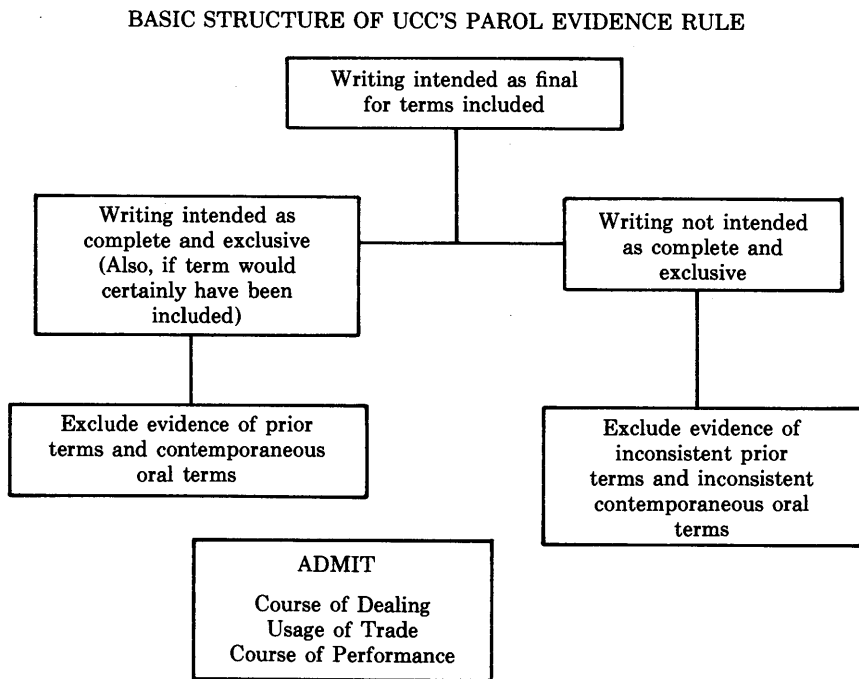 BASIC STRUCTURE OF UCC'S PAROL EVIDENCE RULE
Writing intended as final
for terms included
Writing intended as
complete and exclusive
(Also, if term would
certainly have been
included)
Writing not intended
as complete and
exclusive
Exclude evidence of prior
terms and contemporaneous
oral terms
Exclude evidence of
inconsistent prior
terms and inconsistent
contemporaneous oral
terms
ADMIT
Course of Dealing
Usage of Trade
Course of Performance